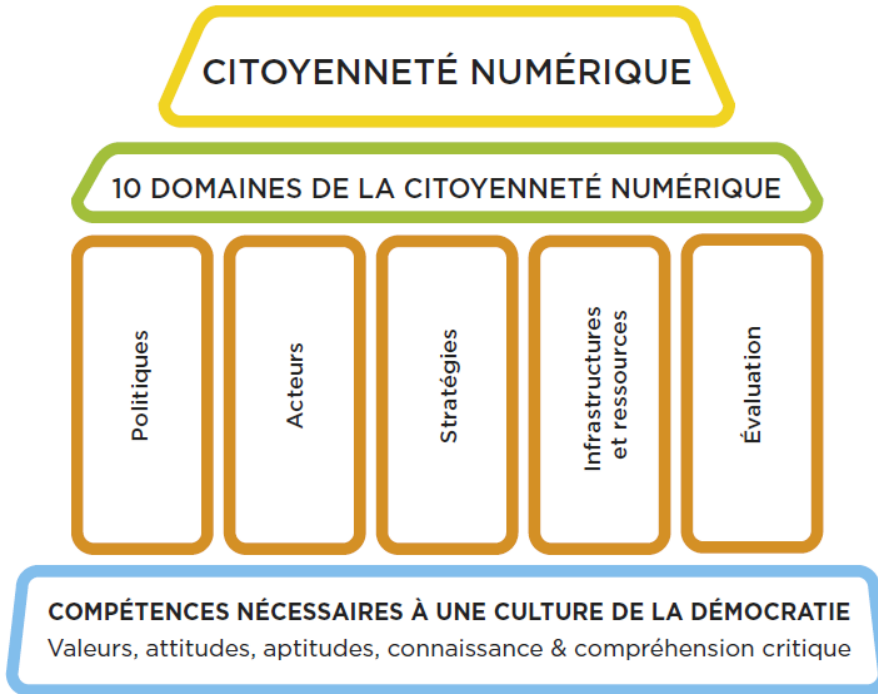 CITOYENNETÉ NUMÉRIQUE
10 DOMAINES DE LA CITOYENNETÉ NUMÉRIQUE
Politiques
Acteurs
Stratégies
Infrastructures
et ressources
Évaluation
COMPÉTENCES NÉCESSAIRES À UNE CULTURE DE LA DÉMOCRATIE
Valeurs, attitudes, aptitudes, connaissance & compréhension critique